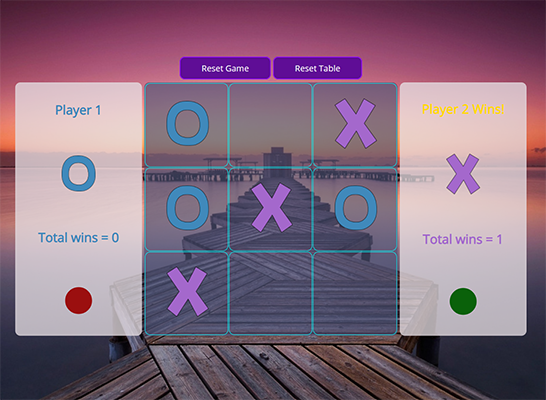 Reset Game
Reset Table
Player 1
O
Total wins = 0
O
X
O
X
O
X
Player 2 Wins!
X
Total wins = 1